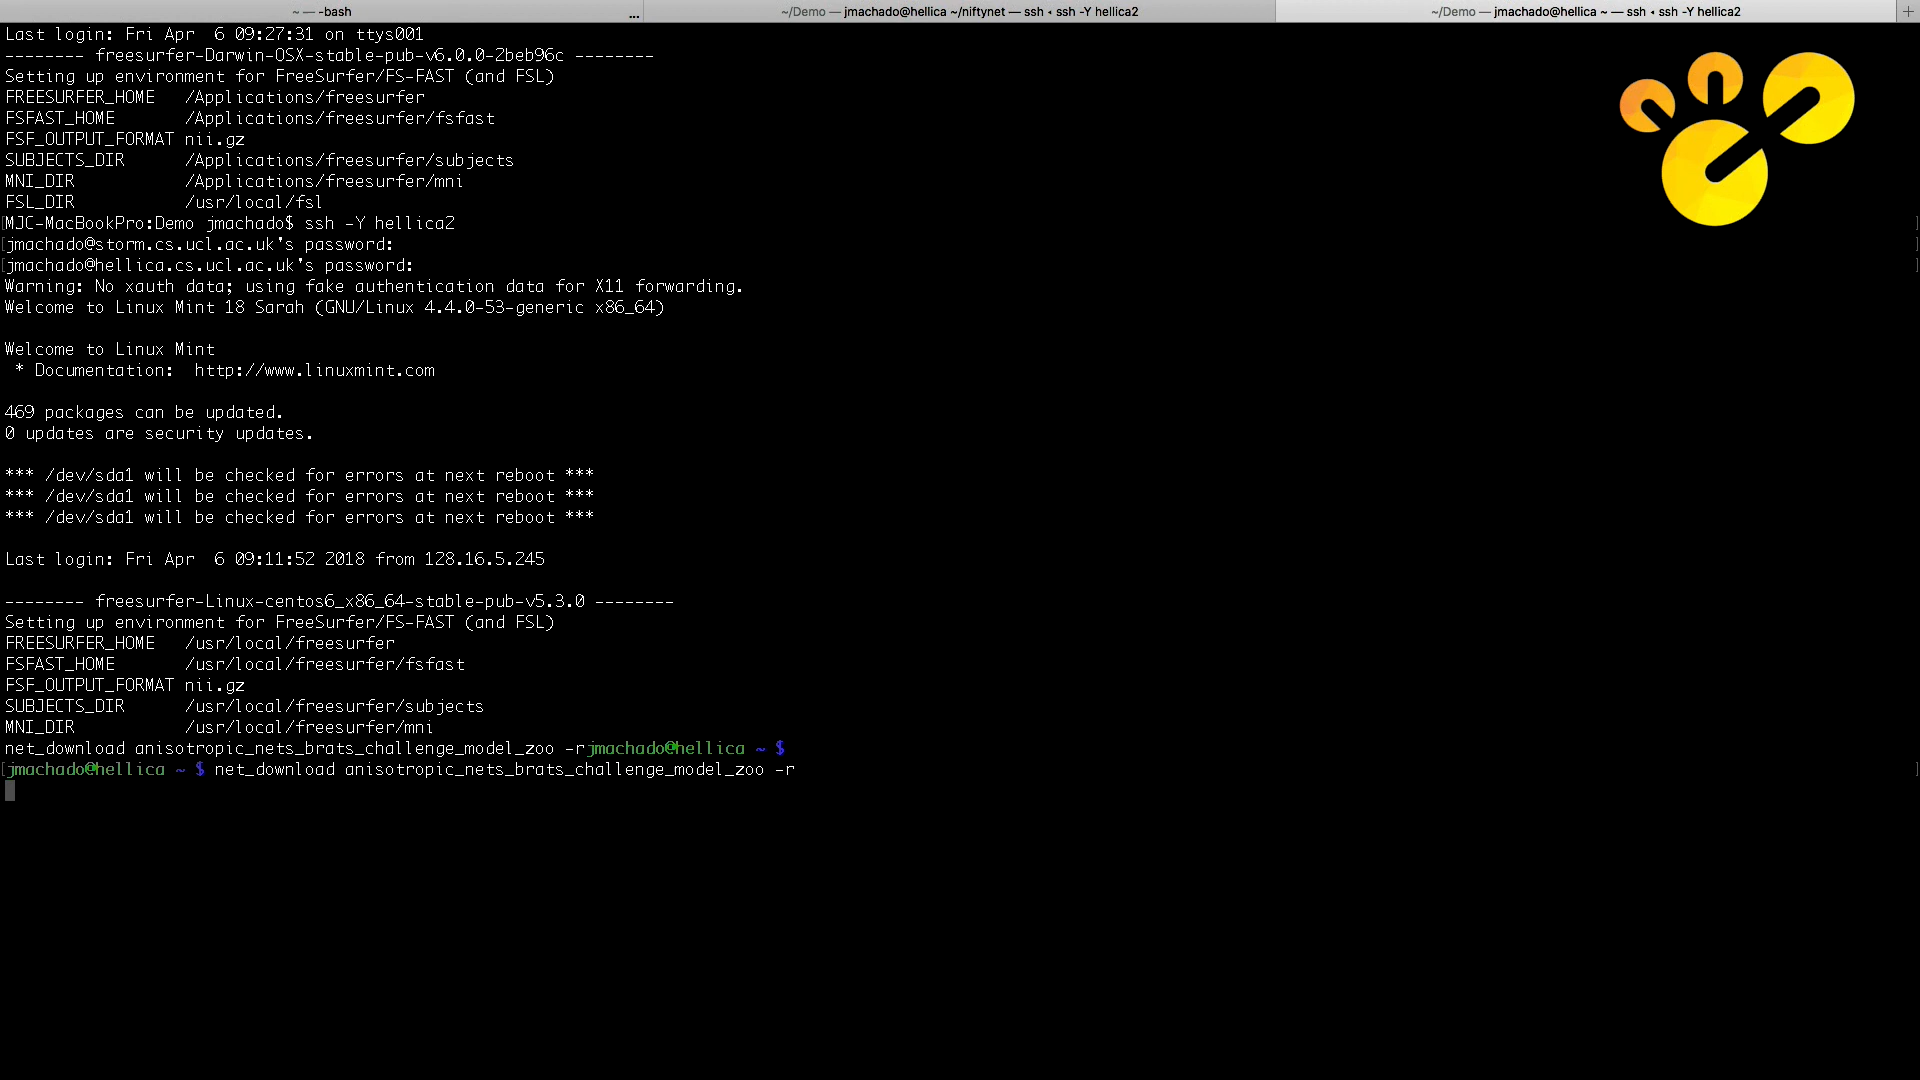 ~ — -bash
...
~/Demo — jmachado@hellica ~/niftynet — ssh ◂ ssh -Y hellica2
~/Demo — jmachado@hellica ~ — ssh ◂ ssh -Y hellica2
+
Last login: Fri Apr  6 09:27:31 on ttys001
-------- freesurfer-Darwin-OSX-stable-pub-v6.0.0-2beb96c --------
Setting up environment for FreeSurfer/FS-FAST (and FSL)
FREESURFER_HOME   /Applications/freesurfer
FSFAST_HOME       /Applications/freesurfer/fsfast
FSF_OUTPUT_FORMAT nii.gz
SUBJECTS_DIR      /Applications/freesurfer/subjects
MNI_DIR           /Applications/freesurfer/mni
FSL_DIR           /usr/local/fsl
[MJC-MacBookPro:Demo jmachado$ ssh -Y hellica2 ]
[jmachado@storm.cs.ucl.ac.uk's password: ]
[jmachado@hellica.cs.ucl.ac.uk's password: ]
Warning: No xauth data; using fake authentication data for X11 forwarding.
Welcome to Linux Mint 18 Sarah (GNU/Linux 4.4.0-53-generic x86_64)
Welcome to Linux Mint
 * Documentation:  http://www.linuxmint.com
469 packages can be updated.
0 updates are security updates.
*** /dev/sda1 will be checked for errors at next reboot ***
*** /dev/sda1 will be checked for errors at next reboot ***
*** /dev/sda1 will be checked for errors at next reboot ***
Last login: Fri Apr  6 09:11:52 2018 from 128.16.5.245
-------- freesurfer-Linux-centos6_x86_64-stable-pub-v5.3.0 --------
Setting up environment for FreeSurfer/FS-FAST (and FSL)
FREESURFER_HOME   /usr/local/freesurfer
FSFAST_HOME       /usr/local/freesurfer/fsfast
FSF_OUTPUT_FORMAT nii.gz
SUBJECTS_DIR      /usr/local/freesurfer/subjects
MNI_DIR           /usr/local/freesurfer/mni
net_download anisotropic_nets_brats_challenge_model_zoo -rjmachado@hellica ~ $
[jmachado@hellica ~ $ net_download anisotropic_nets_brats_challenge_model_zoo -r ]